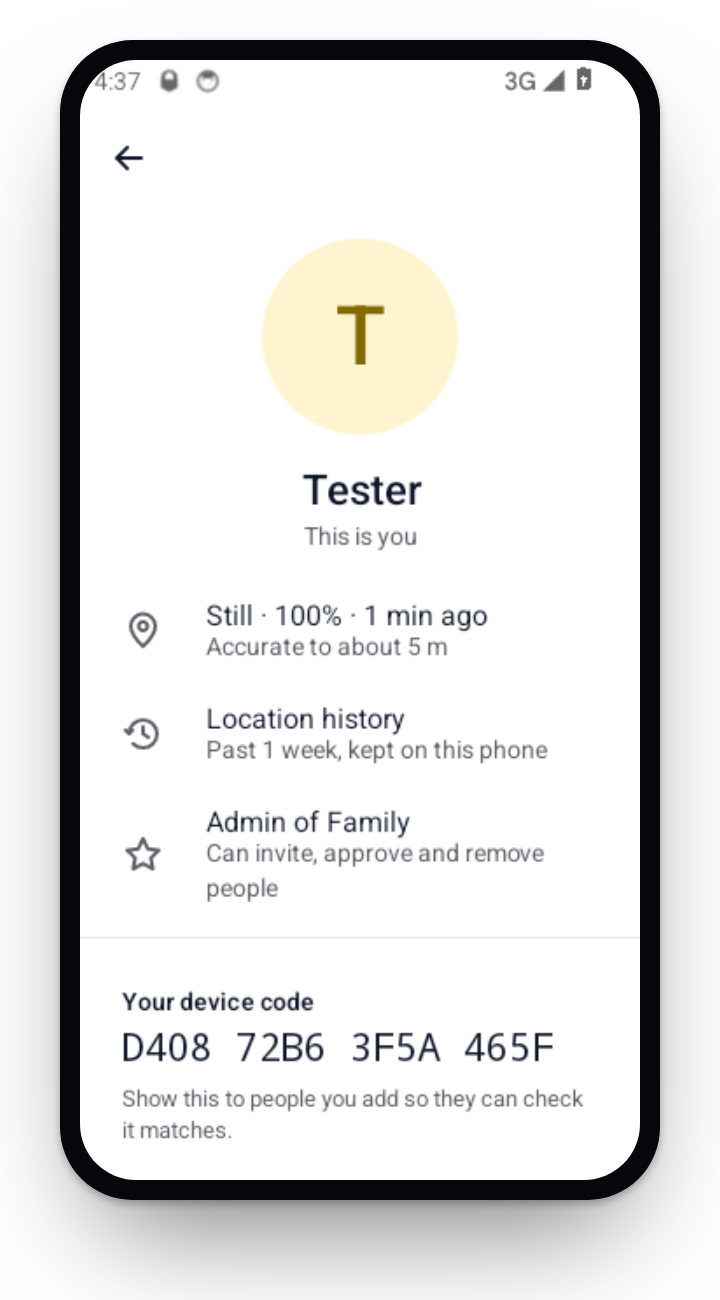 4:37
3G
T
Tester
This is you
Still · 100% · 1 min ago
Accurate to about 5 m
Location history
Past 1 week, kept on this phone
Admin of Family
Can invite, approve and remove
people
Your device code
D408 72B6 3F5A 465F
Show this to people you add so they can check
it matches.